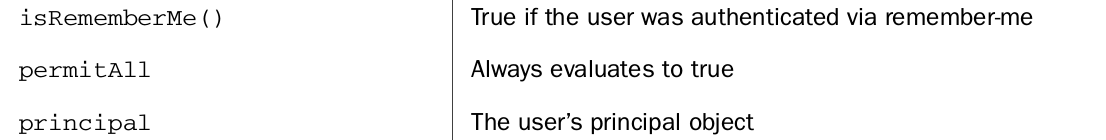 isRememberMe() True if the user was authenticated via remember-me
permitAll Always evaluates to true
principal The user’s principal object